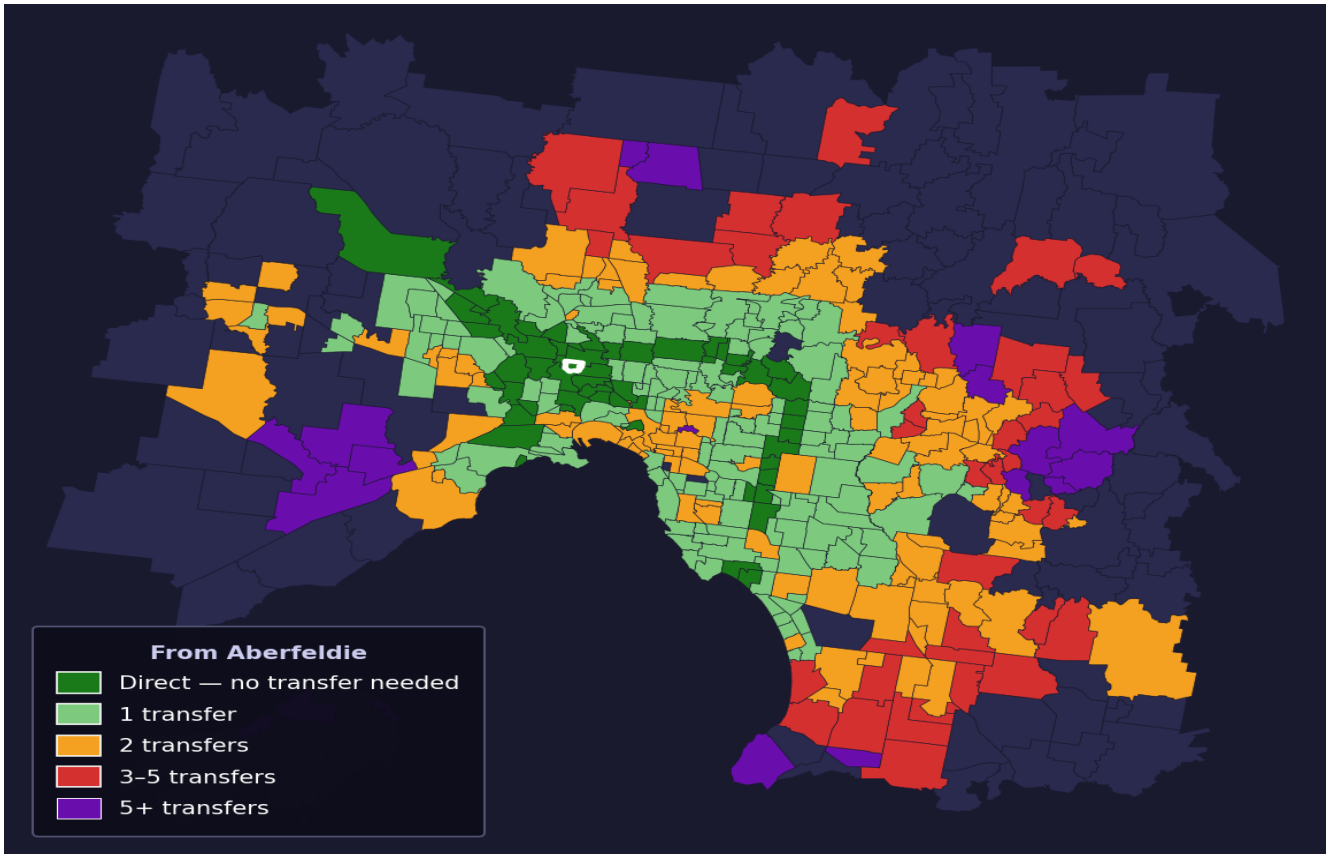 From Aberfeldie
Direct — no transfer needed
1 transfer
2 transfers
3–5 transfers
5+ transfers